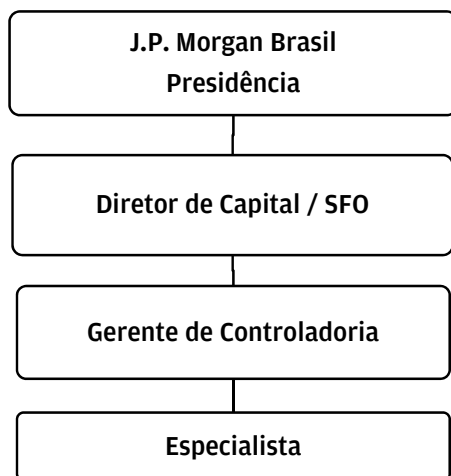 J.P. Morgan Brasil
Presidência
Diretor de Capital / SFO
Gerente de Controladoria
Especialista